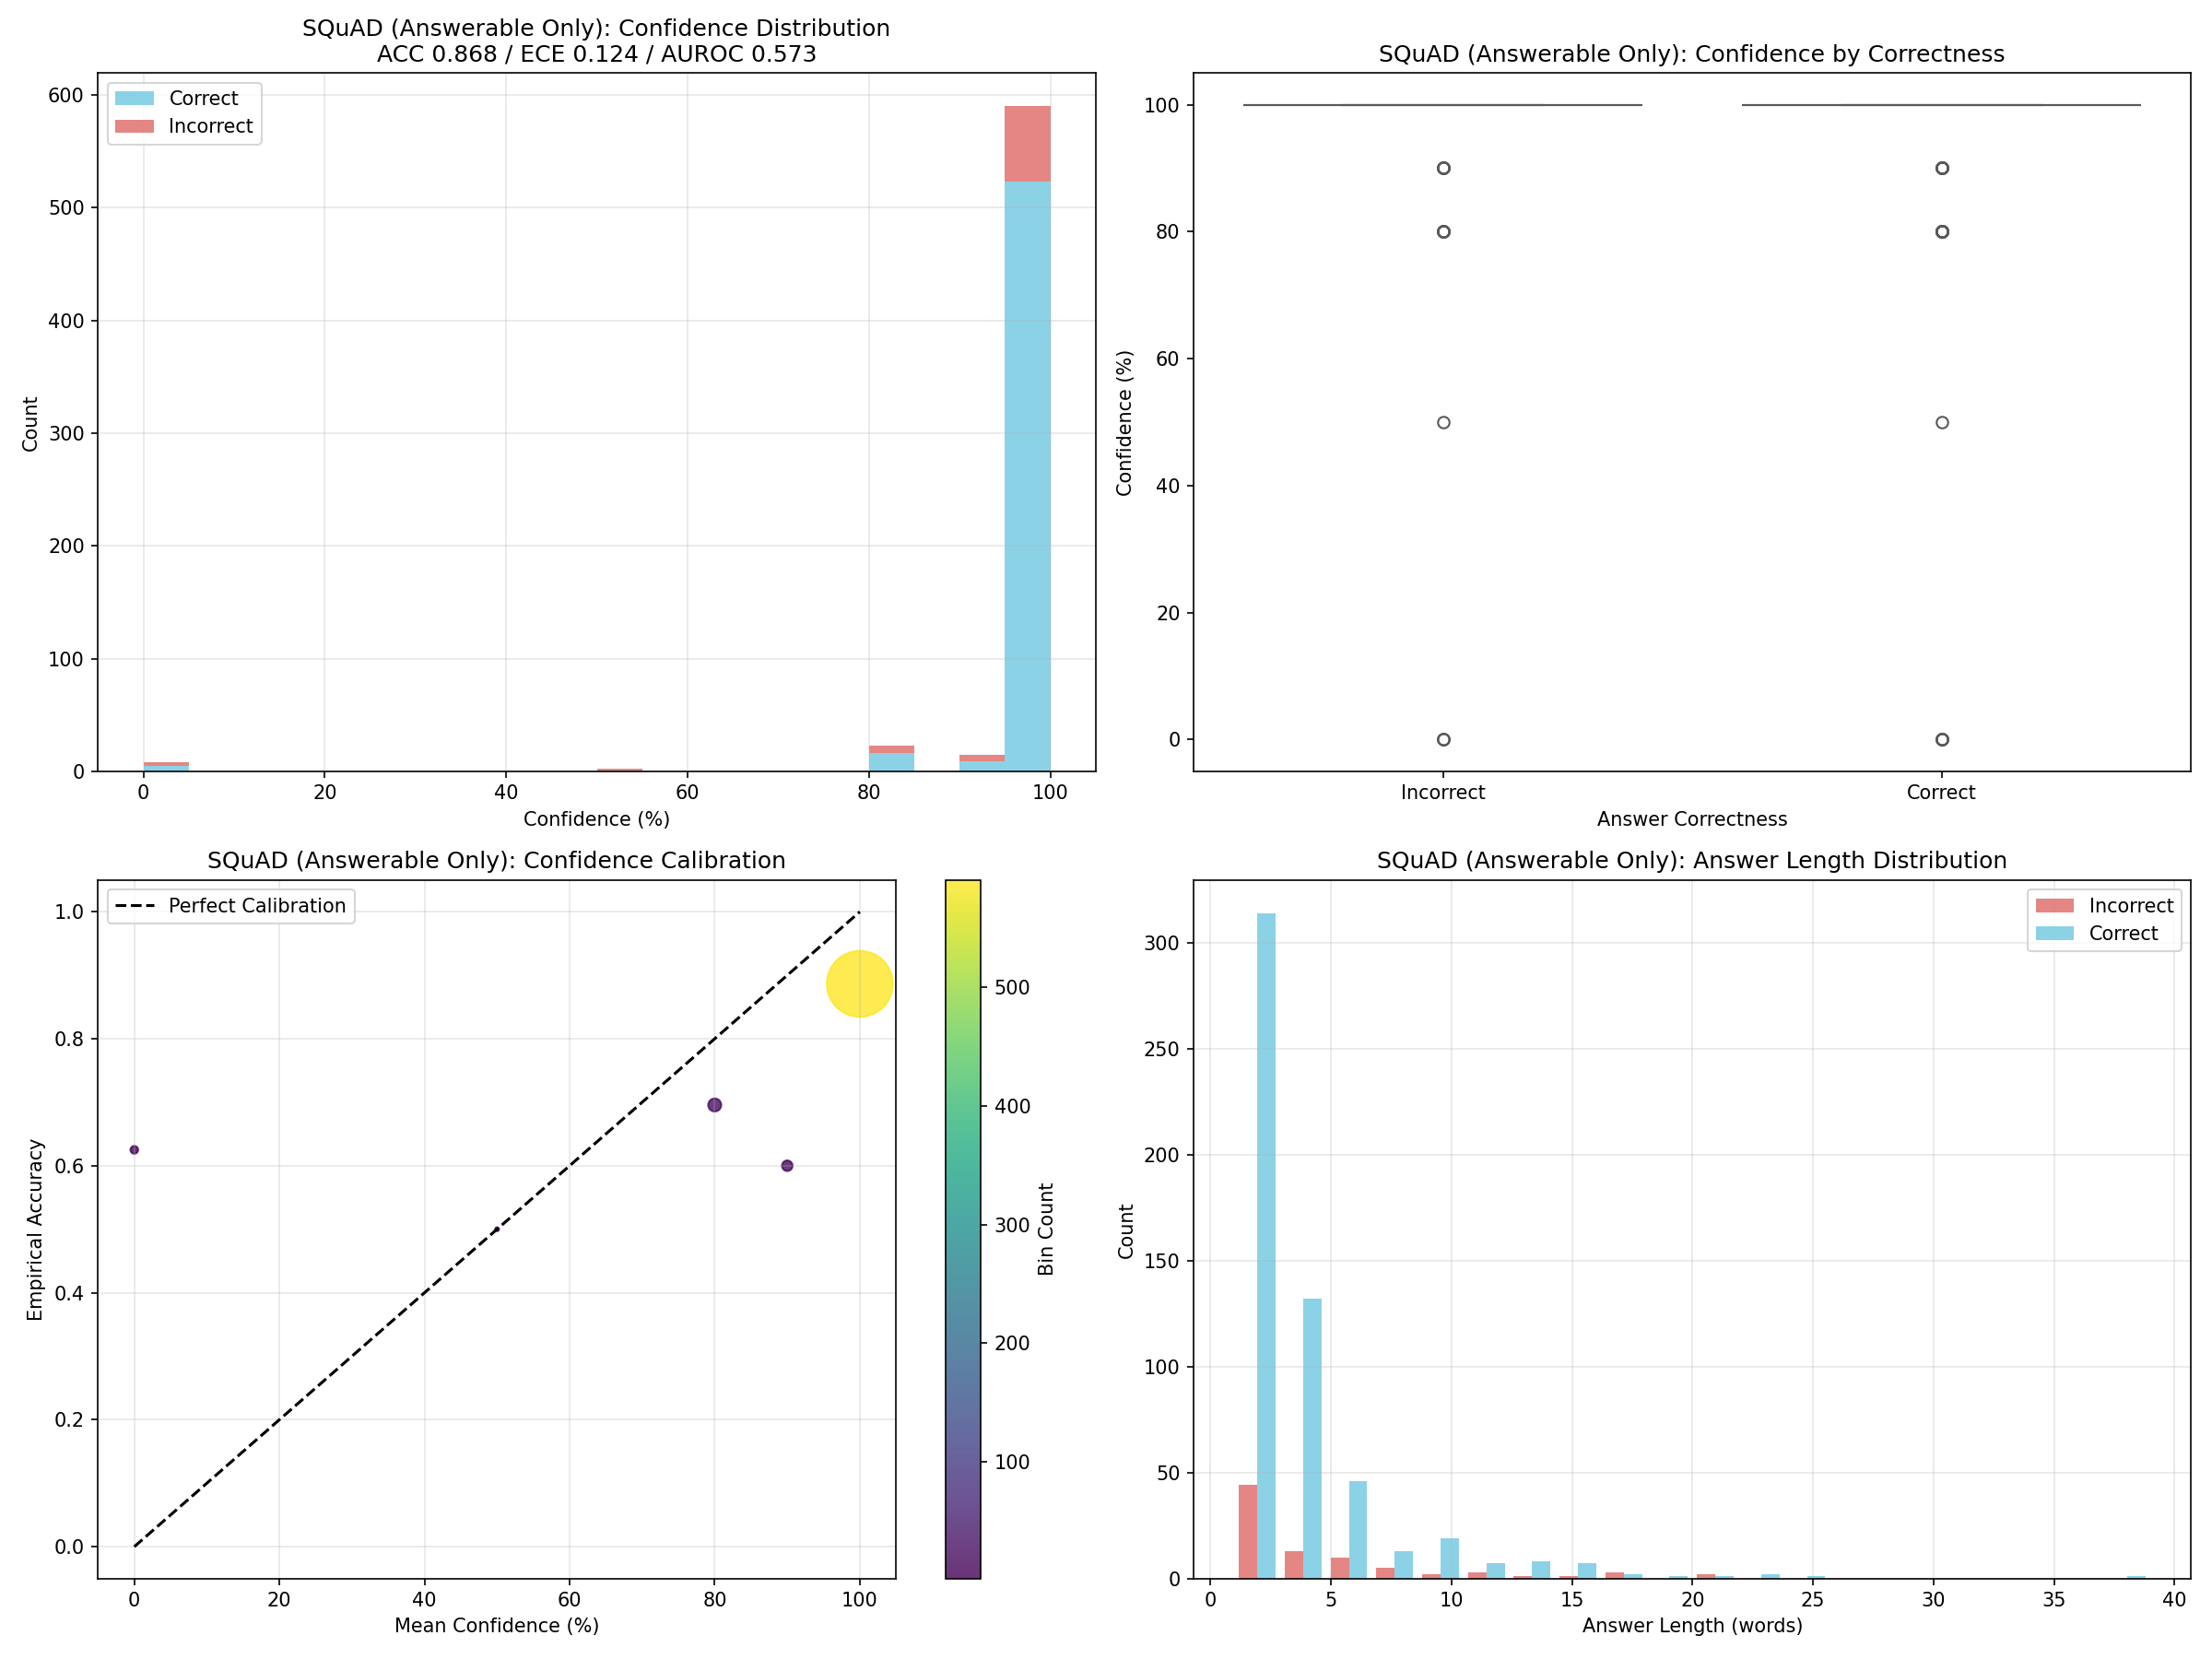 SQuAD (Answerable Only): Confidence Distribution
ACC 0.868 / ECE 0.124 / AUROC 0.573
Correct
Incorrect
600
500
400
300
200
100
0
Count
0 20 40 60 80 100
Confidence (%)
SQuAD (Answerable Only): Confidence by Correctness
100
80
60
40
20
0
Confidence (%)
Incorrect Correct
Answer Correctness
SQuAD (Answerable Only): Confidence Calibration
Perfect Calibration
1.0
0.8
0.6
0.4
0.2
0.0
Empirical Accuracy
0 20 40 60 80 100
Mean Confidence (%)
500
400
300
200
100
Bin Count
SQuAD (Answerable Only): Answer Length Distribution
Incorrect
Correct
300
250
200
150
100
50
0
Count
0 5 10 15 20 25 30 35 40
Answer Length (words)